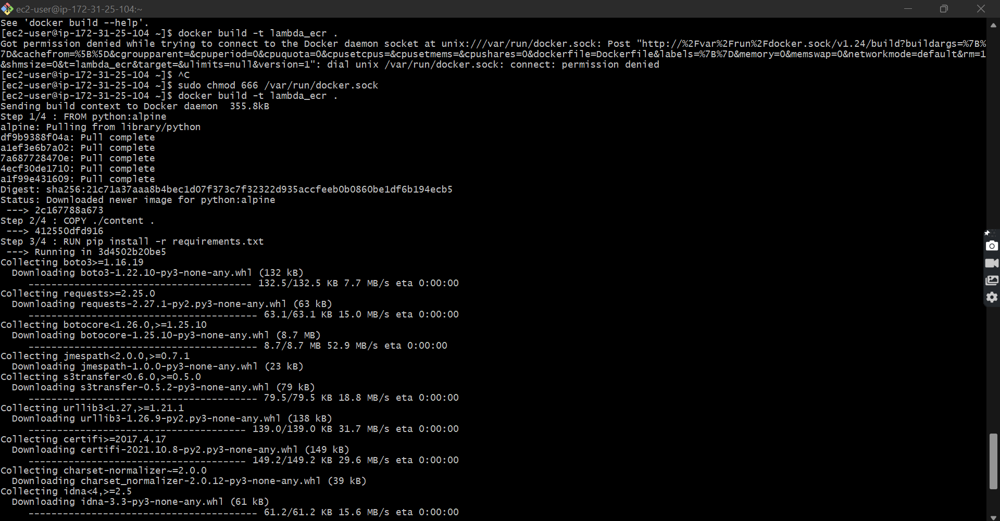 ec2-user@ip-172-31-25-104:~
See 'docker build --help'.
[ec2-user@ip-172-31-25-104 ~]$ docker build -t lambda_ecr .
Got permission denied while trying to connect to the Docker daemon socket at unix:///var/run/docker.sock: Post "http://%2Fvar%2Frun%2Fdocker.sock/v1.24/build?buildargs=%7B%
7D&cachefrom=%5B%5D&cgroupparent=&cpuperiod=0&cpuquota=0&cpusetcpus=&cpusetmems=&cpushares=0&dockerfile=Dockerfile&labels=%7B%7D&memory=0&memswap=0&networkmode=default&rm=1
&shmsize=0&t=lambda_ecr&target=&ulimits=null&version=1": dial unix /var/run/docker.sock: connect: permission denied
[ec2-user@ip-172-31-25-104 ~]$ ^C
[ec2-user@ip-172-31-25-104 ~]$ sudo chmod 666 /var/run/docker.sock
[ec2-user@ip-172-31-25-104 ~]$ docker build -t lambda_ecr .
Sending build context to Docker daemon  355.8kB
Step 1/4 : FROM python:alpine
alpine: Pulling from library/python
df9b9388f04a: Pull complete
a1ef3e6b7a02: Pull complete
7a687728470e: Pull complete
4ecf30de1710: Pull complete
a1f99e431609: Pull complete
Digest: sha256:21c71a37aaa8b4bec1d07f373c7f32322d935accfeeb0b0860be1df6b194ecb5
Status: Downloaded newer image for python:alpine
 ---> 2c167788a673
Step 2/4 : COPY ./content .
 ---> 412550dfd916
Step 3/4 : RUN pip install -r requirements.txt
 ---> Running in 3d4502b20be5
Collecting boto3>=1.16.19
  Downloading boto3-1.22.10-py3-none-any.whl (132 kB)
     --------------------------------------- 132.5/132.5 KB 7.7 MB/s eta 0:00:00
Collecting requests>=2.25.0
  Downloading requests-2.27.1-py2.py3-none-any.whl (63 kB)
     ---------------------------------------- 63.1/63.1 KB 15.0 MB/s eta 0:00:00
Collecting botocore<1.26.0,>=1.25.10
  Downloading botocore-1.25.10-py3-none-any.whl (8.7 MB)
     ---------------------------------------- 8.7/8.7 MB 52.9 MB/s eta 0:00:00
Collecting jmespath<2.0.0,>=0.7.1
  Downloading jmespath-1.0.0-py3-none-any.whl (23 kB)
Collecting s3transfer<0.6.0,>=0.5.0
  Downloading s3transfer-0.5.2-py3-none-any.whl (79 kB)
     ---------------------------------------- 79.5/79.5 KB 18.8 MB/s eta 0:00:00
Collecting urllib3<1.27,>=1.21.1
  Downloading urllib3-1.26.9-py2.py3-none-any.whl (138 kB)
     -------------------------------------- 139.0/139.0 KB 31.7 MB/s eta 0:00:00
Collecting certifi>=2017.4.17
  Downloading certifi-2021.10.8-py2.py3-none-any.whl (149 kB)
     -------------------------------------- 149.2/149.2 KB 29.6 MB/s eta 0:00:00
Collecting charset-normalizer~=2.0.0
  Downloading charset_normalizer-2.0.12-py3-none-any.whl (39 kB)
Collecting idna<4,>=2.5
  Downloading idna-3.3-py3-none-any.whl (61 kB)
     ---------------------------------------- 61.2/61.2 KB 15.6 MB/s eta 0:00:00